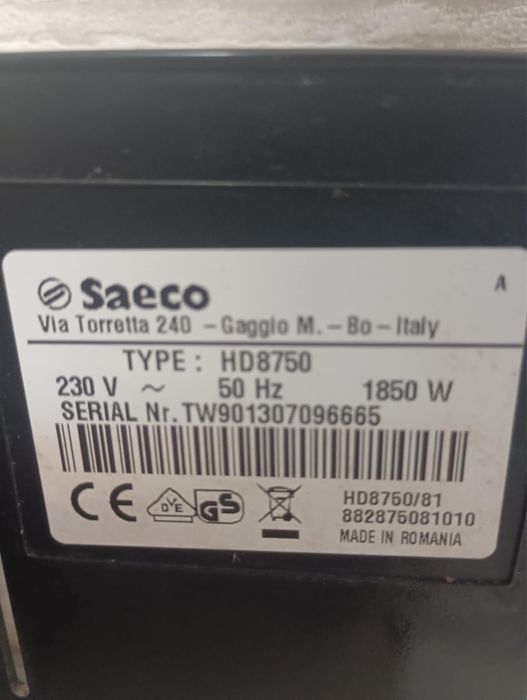 Saeco
A
Via Torretta 240 - Gaggio M. - Bo - Italy
TYPE : HD8750
230 V ~ 50 Hz 1850 W
SERIAL Nr. TW901307096665
CE DVE GS
HD8750/81
882875081010
MADE IN ROMANIA